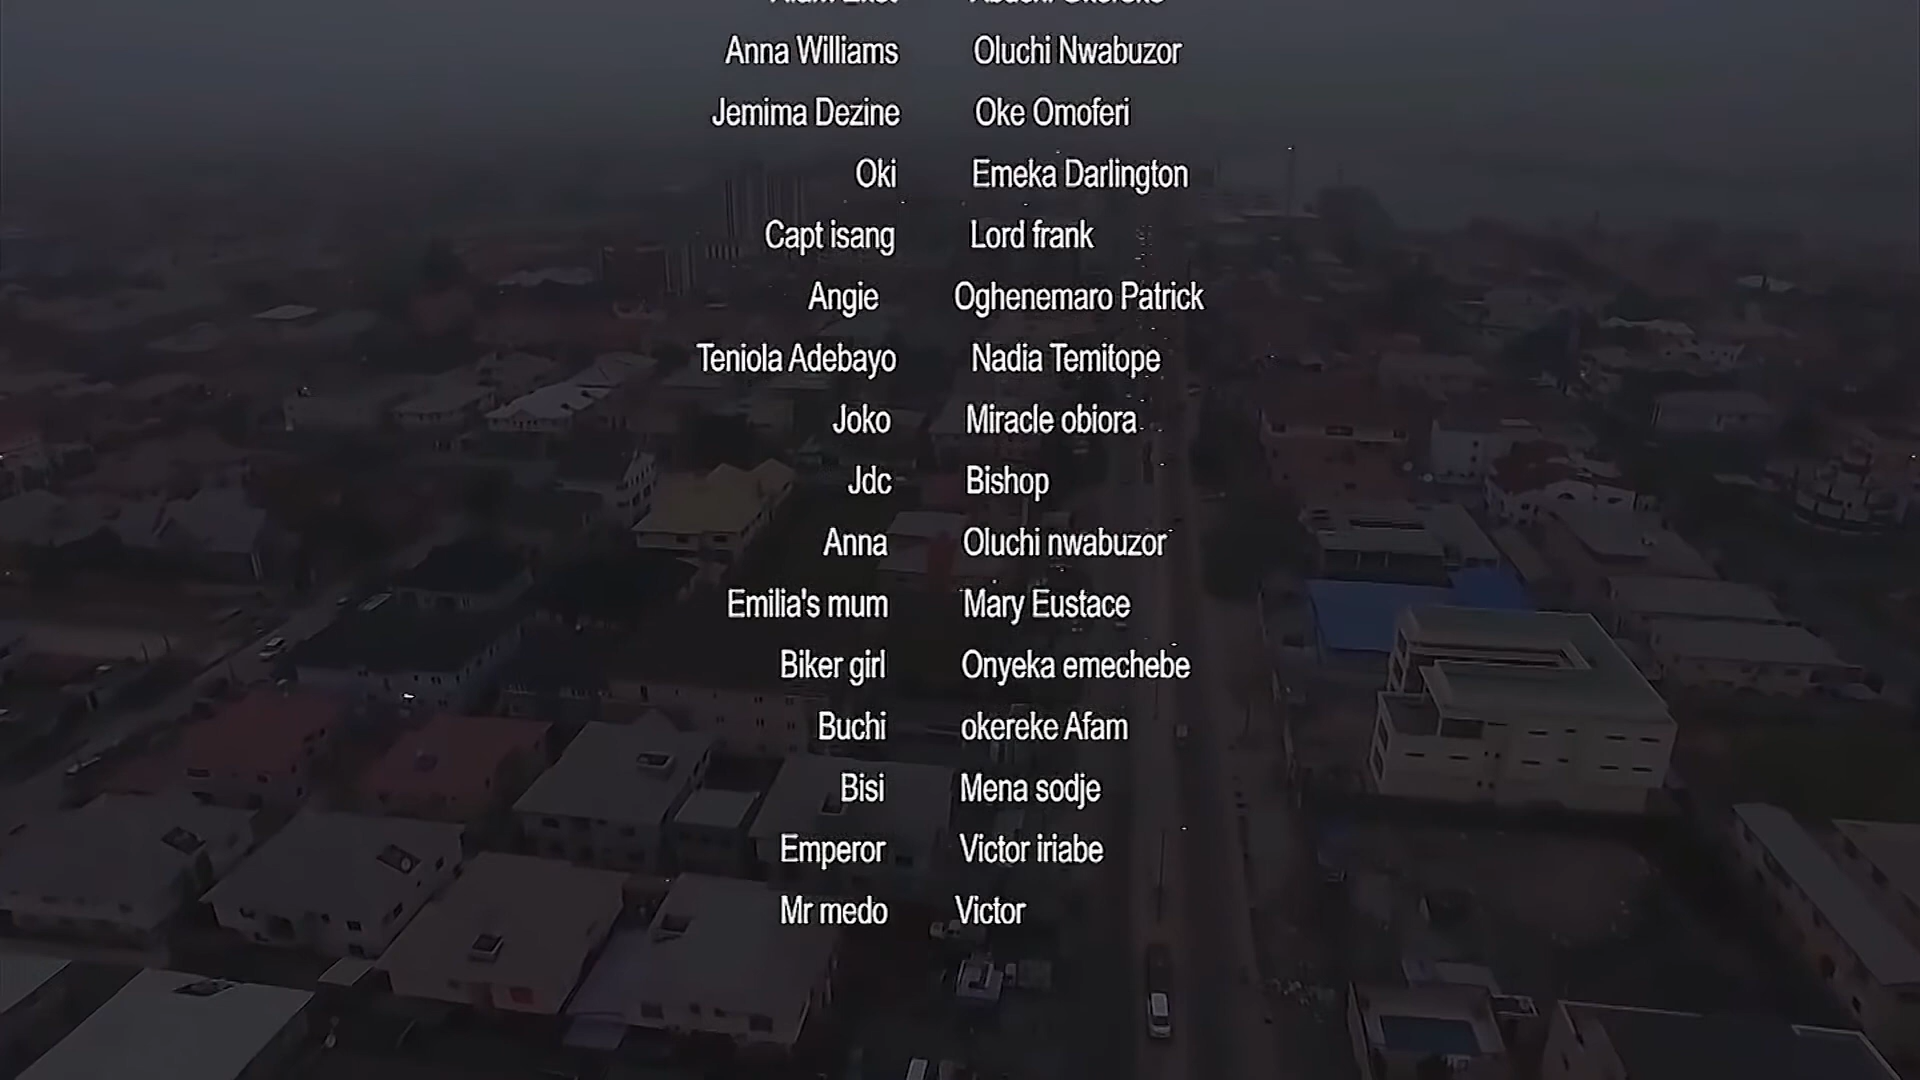 Anna Williams Oluchi Nwabuzor
Jemima Dezine Oke Omoferi
Oki Emeka Darlington
Capt isang Lord frank
Angie Oghenemaro Patrick
Teniola Adebayo Nadia Temitope
Joko Miracle obiora
Jdc Bishop
Anna Oluchi nwabuzor
Emilia's mum Mary Eustace
Biker girl Onyeka emechebe
Buchi okereke Afam
Bisi Mena sodje
Emperor Victor iriabe
Mr medo Victor